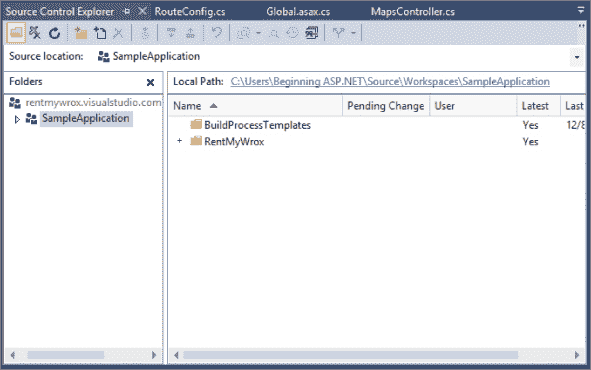 Source Control Explorer RouteConfig.cs Global.asax.cs MapsController.cs
Source location: SampleApplication
Folders Local Path: C:\Users\Beginning ASP.NET\Source\Workspaces\SampleApplication
rentmywrox.visualstudio.com Name Pending Change User Latest Last
SampleApplication BuildProcessTemplates Yes 12/8
RentMyWrox Yes